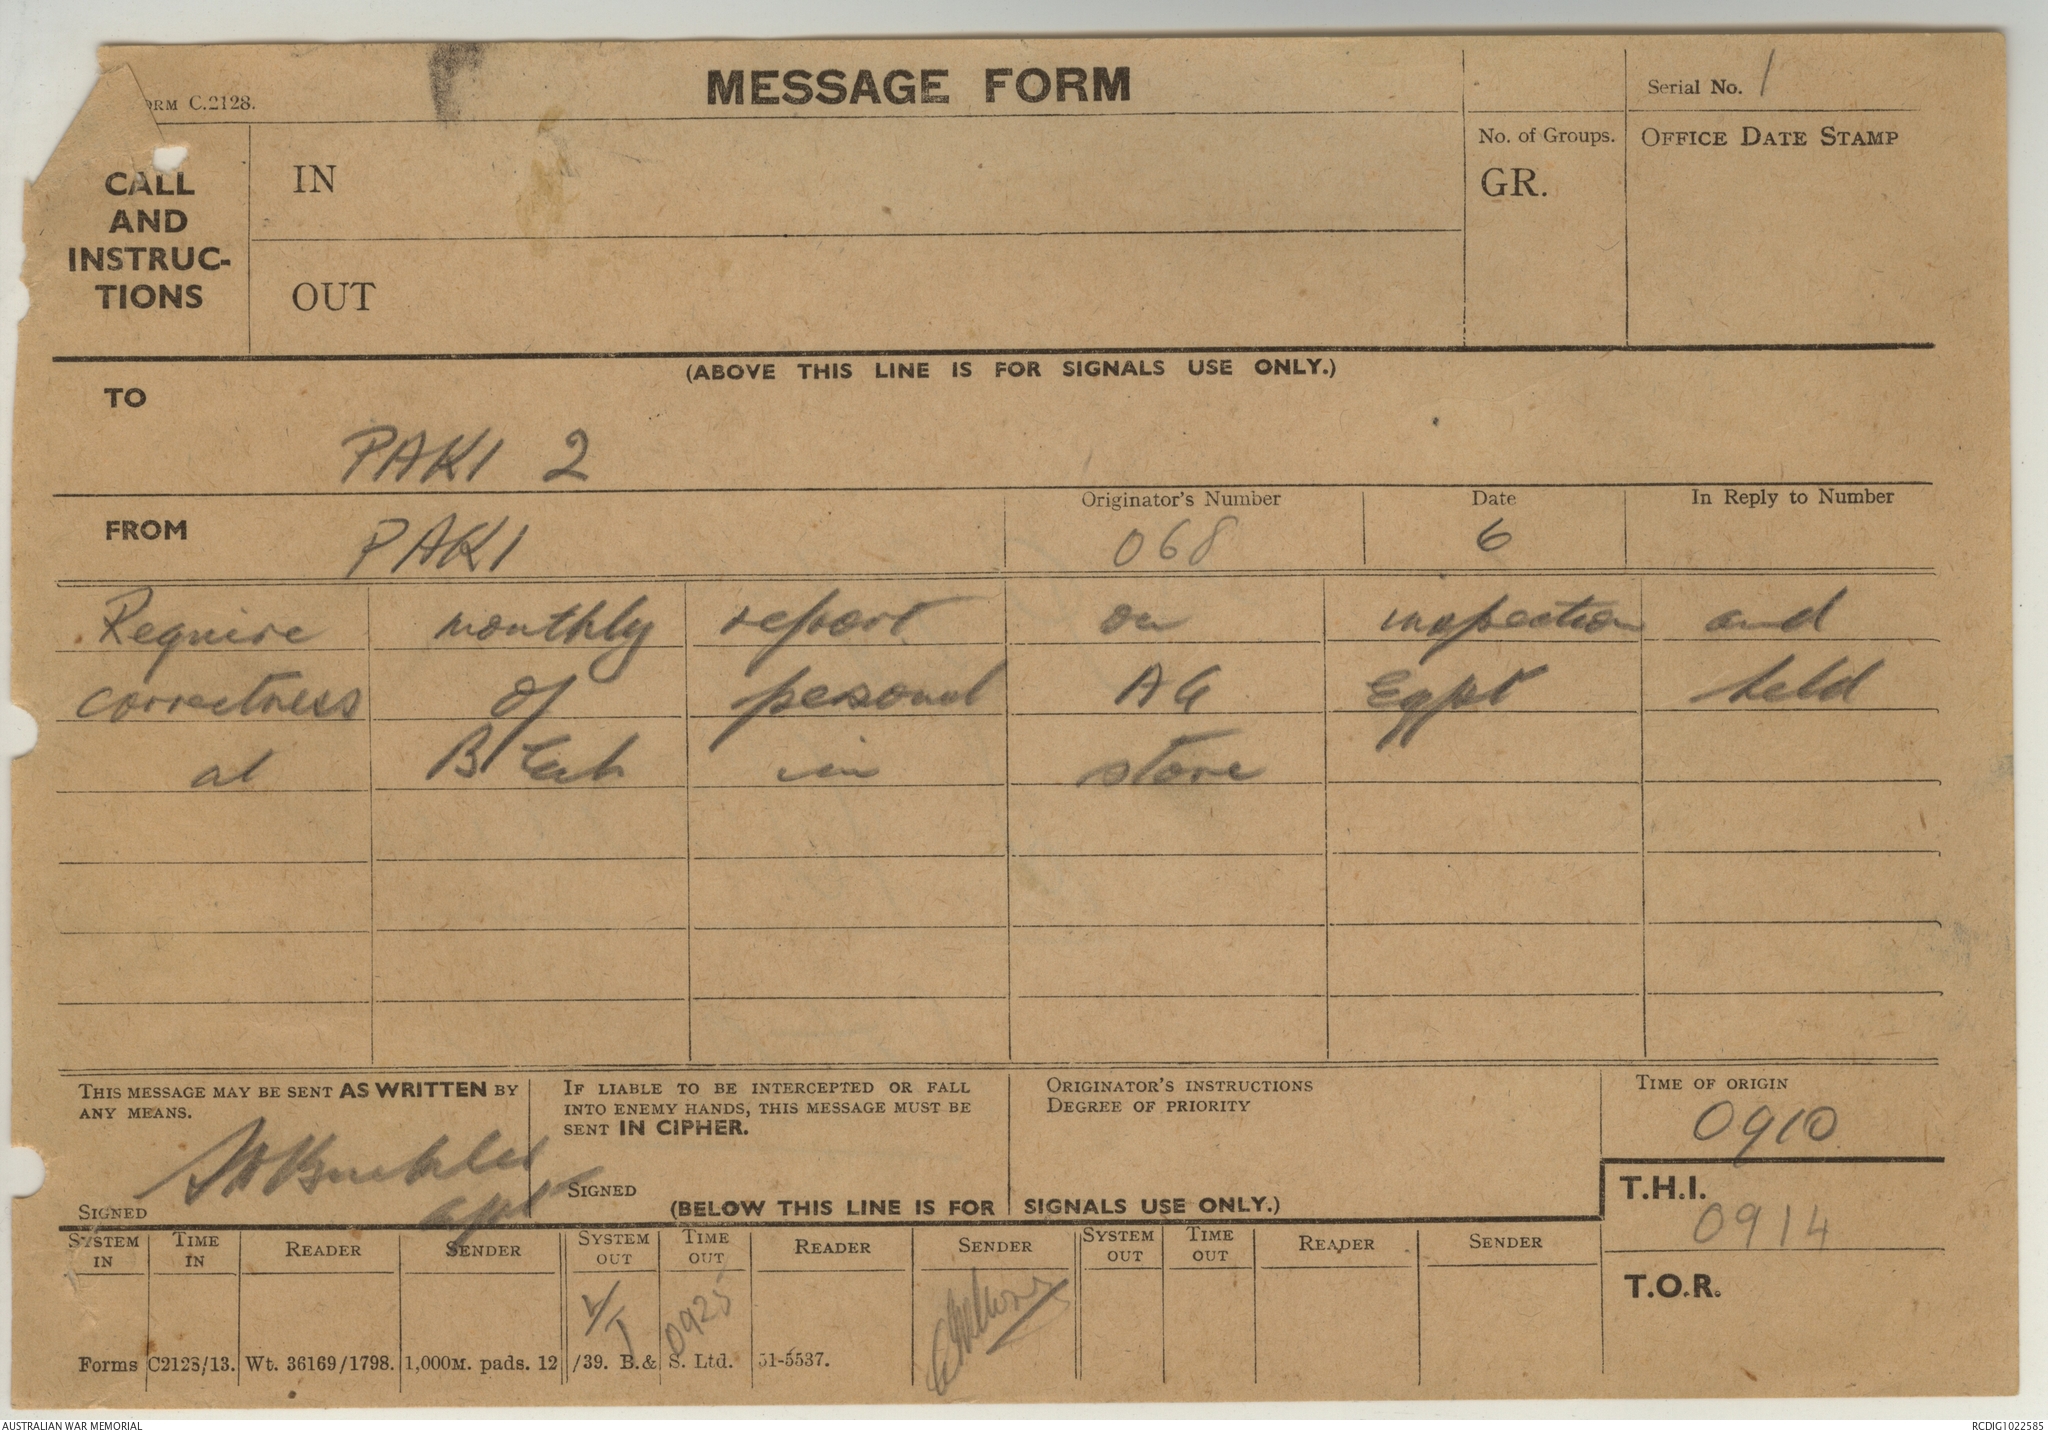 ORM C.2128.
MESSAGE FORM
Serial No. 1
CALL
AND
INSTRUC-
TIONS
IN
OUT
No. of Groups.
GR.
OFFICE DATE STAMP
(ABOVE THIS LINE IS FOR SIGNALS USE ONLY.)
TO
PAKI 2
FROM
PAKI
Originator's Number
068
Date
6
In Reply to Number
Require monthly report on inspection and
correctness of personal AG Eqpt held
at B Ech in store
THIS MESSAGE MAY BE SENT AS WRITTEN BY
ANY MEANS.
SIGNED
IF LIABLE TO BE INTERCEPTED OR FALL
INTO ENEMY HANDS, THIS MESSAGE MUST BE
SENT IN CIPHER.
SIGNED
ORIGINATOR'S INSTRUCTIONS
DEGREE OF PRIORITY
TIME OF ORIGIN
0910
(BELOW THIS LINE IS FOR SIGNALS USE ONLY.)
T.H.I.
0914
T.O.R.
SYSTEM IN
TIME IN
READER
SENDER
SYSTEM OUT
TIME OUT
READER
SENDER
SYSTEM OUT
TIME OUT
READER
SENDER
0925
Forms C2128/13. Wt. 36169/1798. 1,000M. pads. 12/39. B.& S. Ltd. 51-5537.
AUSTRALIAN WAR MEMORIAL
RCDIG1022585